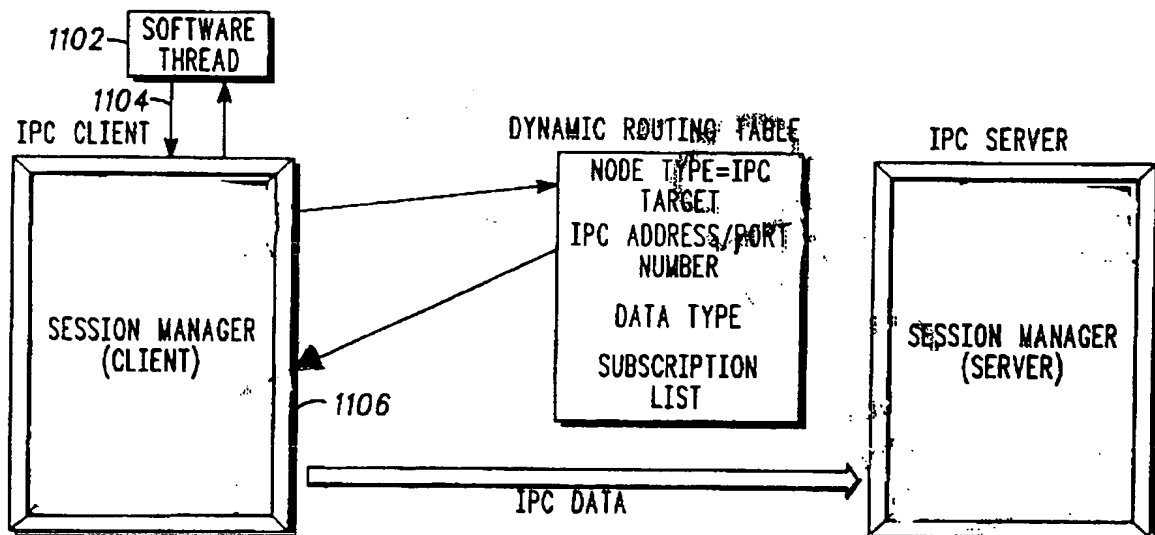 1102
SOFTWARE
THREAD
1104
IPC CLIENT
DYNAMIC ROUTING TABLE
IPC SERVER
NODE TYPE=IPC
TARGET
IPC ADDRESS/PORT
NUMBER
DATA TYPE
SUBSCRIPTION
LIST
SESSION MANAGER
(CLIENT)
SESSION MANAGER
(SERVER)
1106
IPC DATA